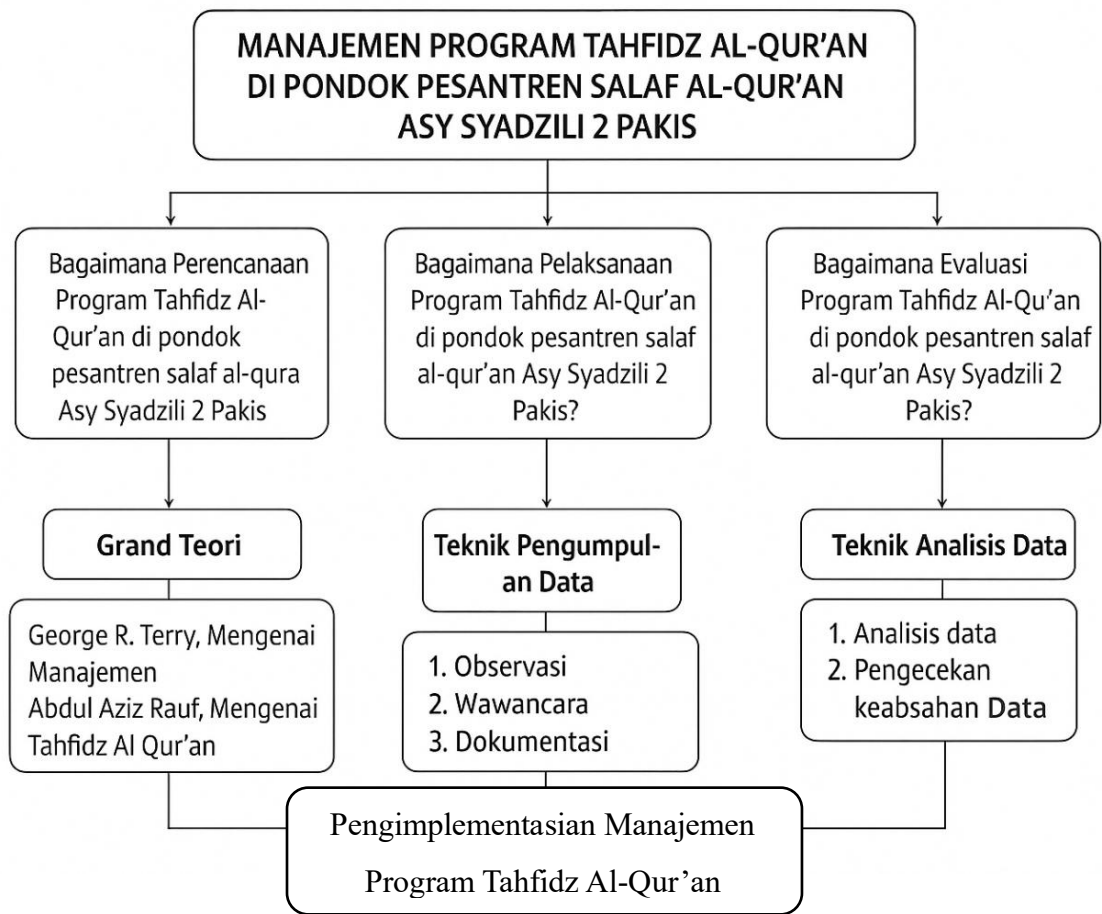 MANAJEMEN PROGRAM TAHFIDZ AL-QUR’AN
DI PONDOK PESANTREN SALAF AL-QUR’AN
ASY SYADZILI 2 PAKIS
Bagaimana Perencanaan
Program Tahfidz Al-
Qur’an di pondok
pesantren salaf al-qura
Asy Syadzili 2 Pakis
Bagaimana Pelaksanaan
Program Tahfidz Al-Qur’an
di pondok pesantren salaf
al-qur’an Asy Syadzili 2
Pakis?
Bagaimana Evaluasi
Program Tahfidz Al-Qu’an
di pondok pesantren salaf
al-qur’an Asy Syadzili 2
Pakis?
Grand Teori
George R. Terry, Mengenai
Manajemen
Abdul Aziz Rauf, Mengenai
Tahfidz Al Qur’an
Teknik Pengumpul-
an Data
1. Observasi
2. Wawancara
3. Dokumentasi
Teknik Analisis Data
1. Analisis data
2. Pengecekan
keabsahan Data
Pengimplementasian Manajemen
Program Tahfidz Al-Qur’an